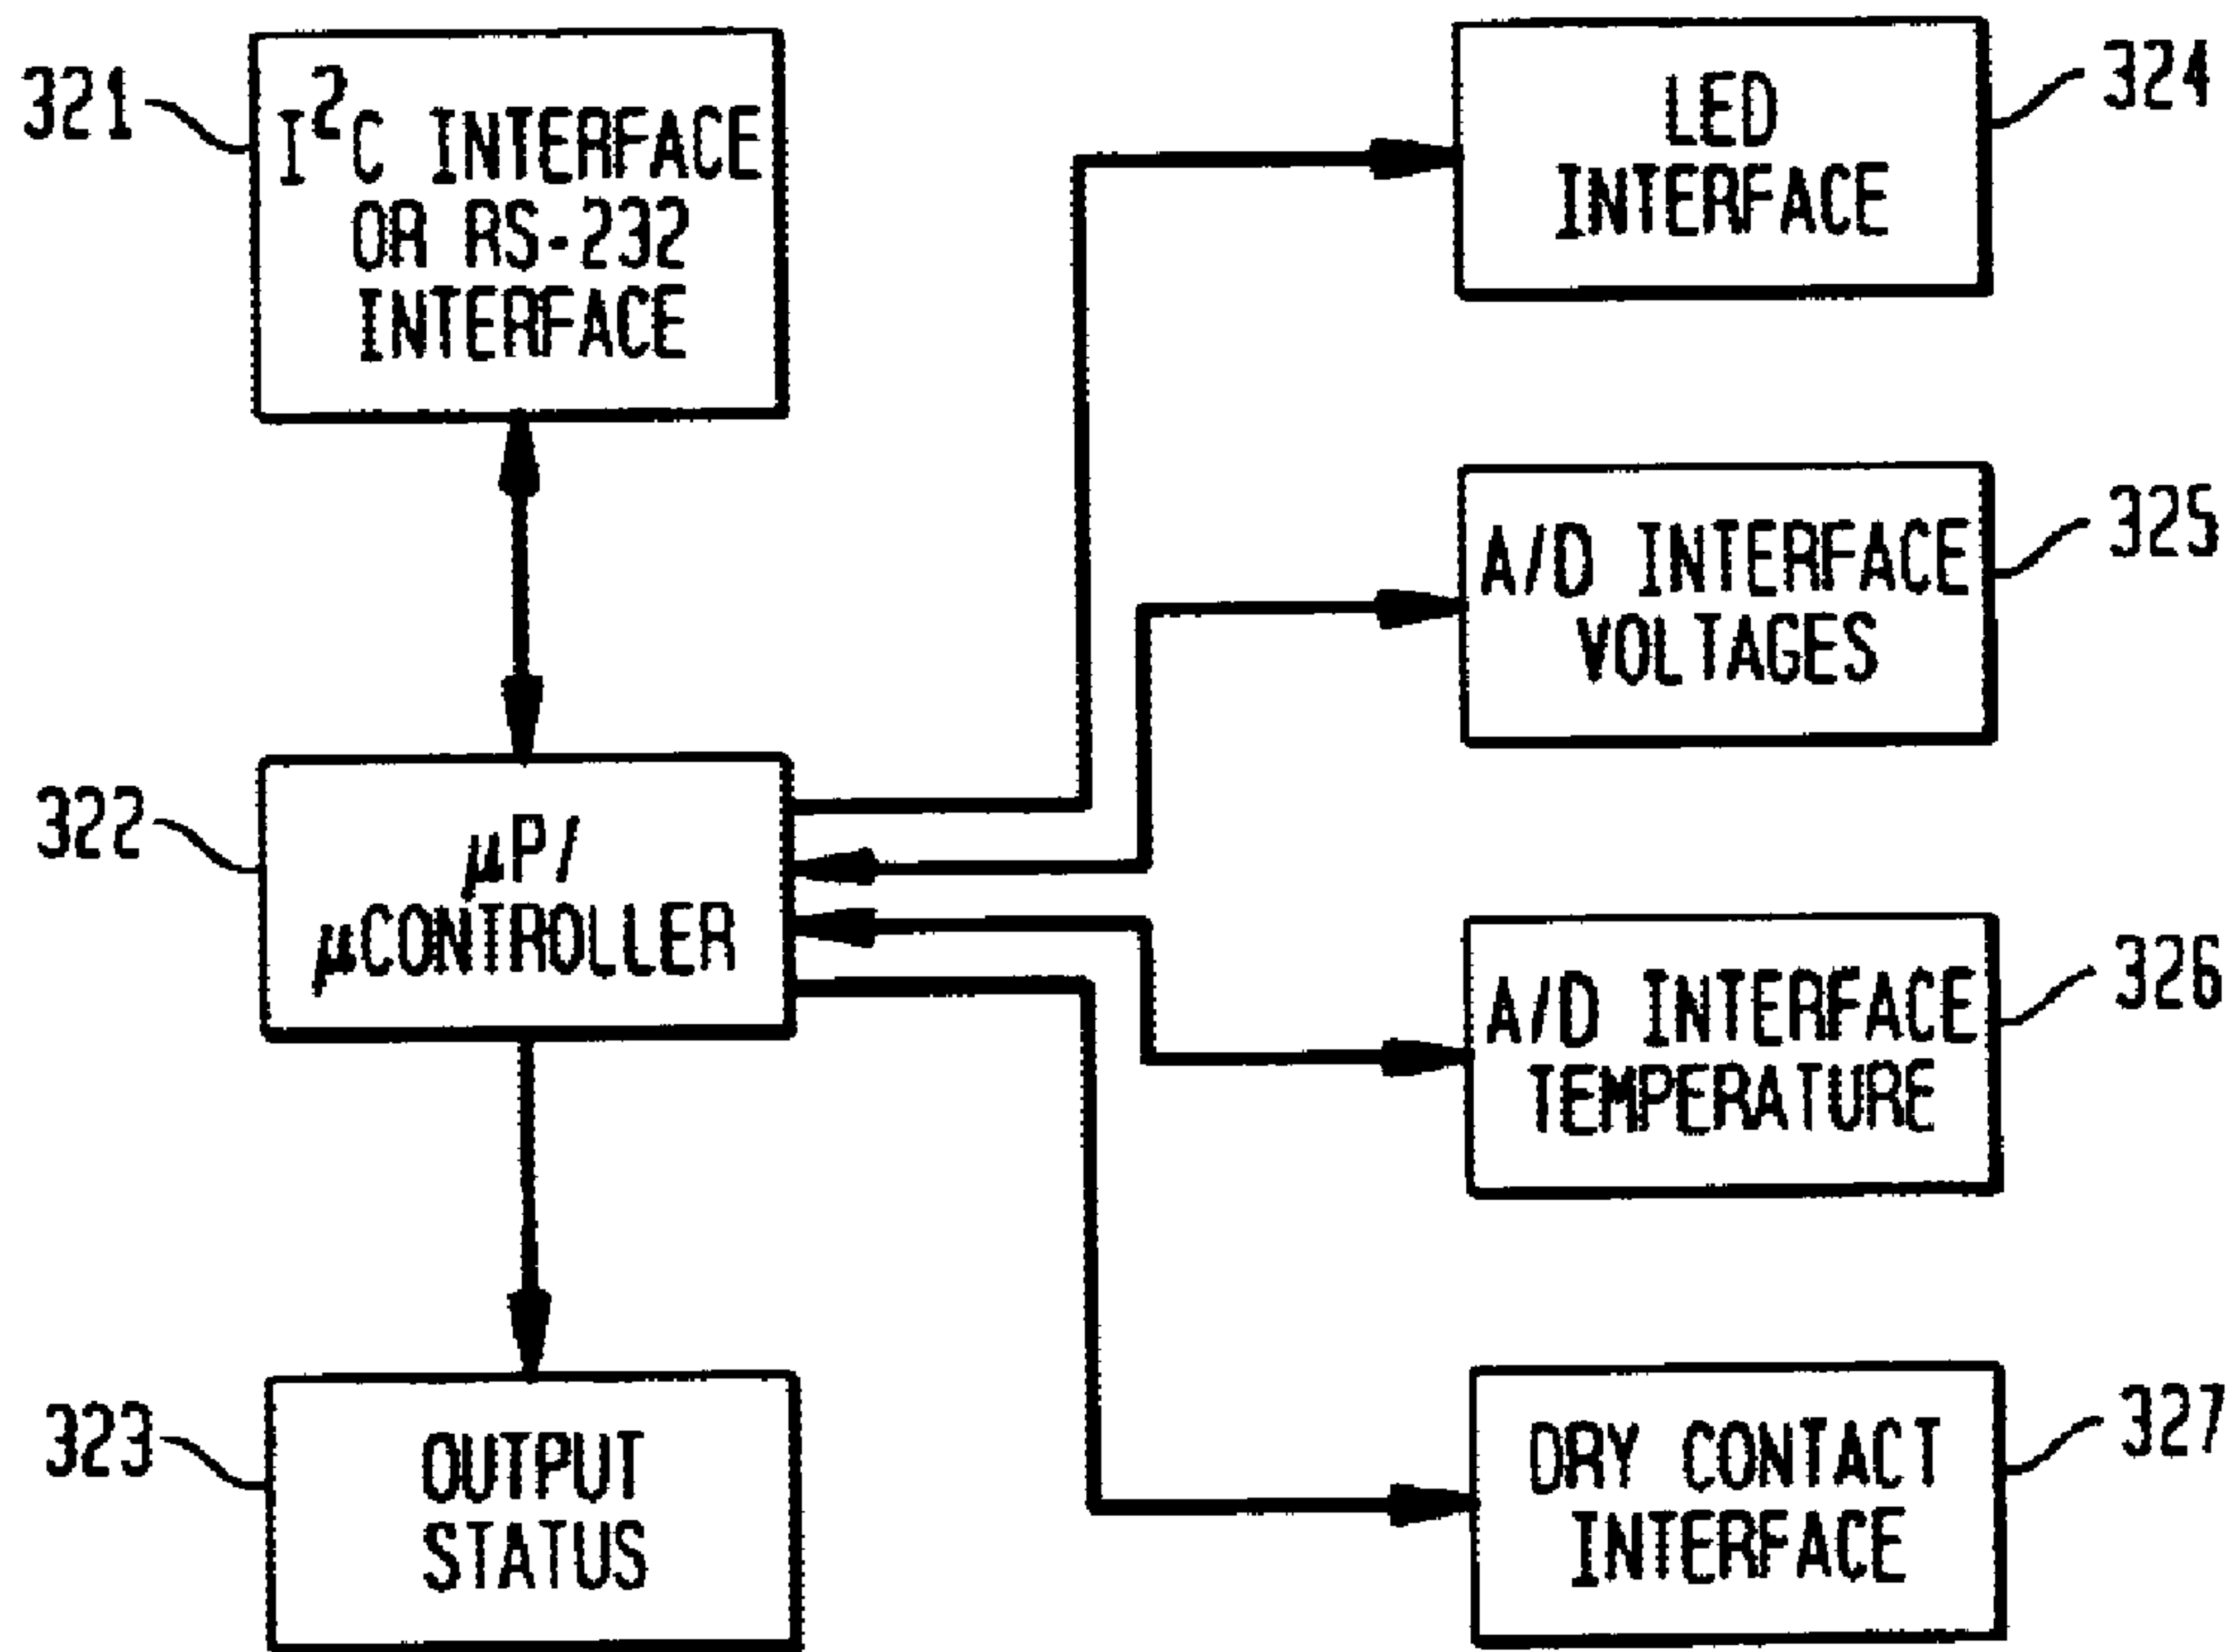 321
I²C INTERFACE
OR RS-232
INTERFACE
324
LED
INTERFACE
325
A/D INTERFACE
VOLTAGES
322
µP/
µCONTROLLER
326
A/D INTERFACE
TEMPERATURE
323
OUTPUT
STATUS
327
DRY CONTACT
INTERFACE